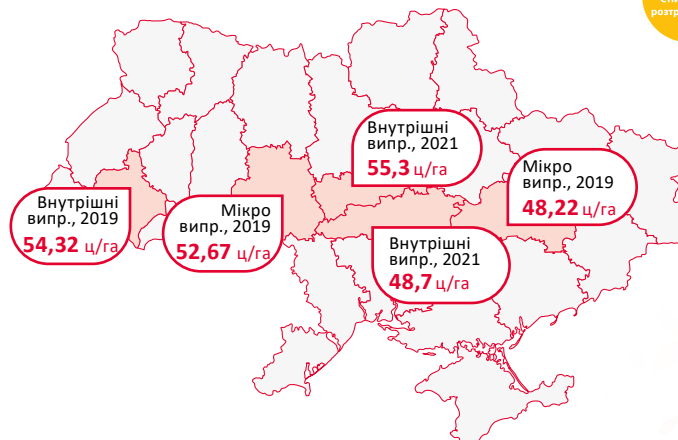 Внутрішні
випр., 2021
55,3 ц/га
Мікро
випр., 2019
48,22 ц/га
Внутрішні
випр., 2019
54,32 ц/га
Мікро
випр., 2019
52,67 ц/га
Внутрішні
випр., 2021
48,7 ц/га